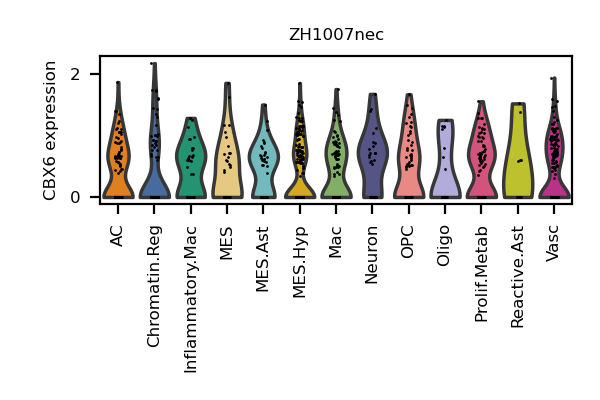 ZH1007nec
CBX6 expression
2
0
AC
Chromatin.Reg
Inflammatory.Mac
MES
MES.Ast
MES.Hyp
Mac
Neuron
OPC
Oligo
Prolif.Metab
Reactive.Ast
Vasc